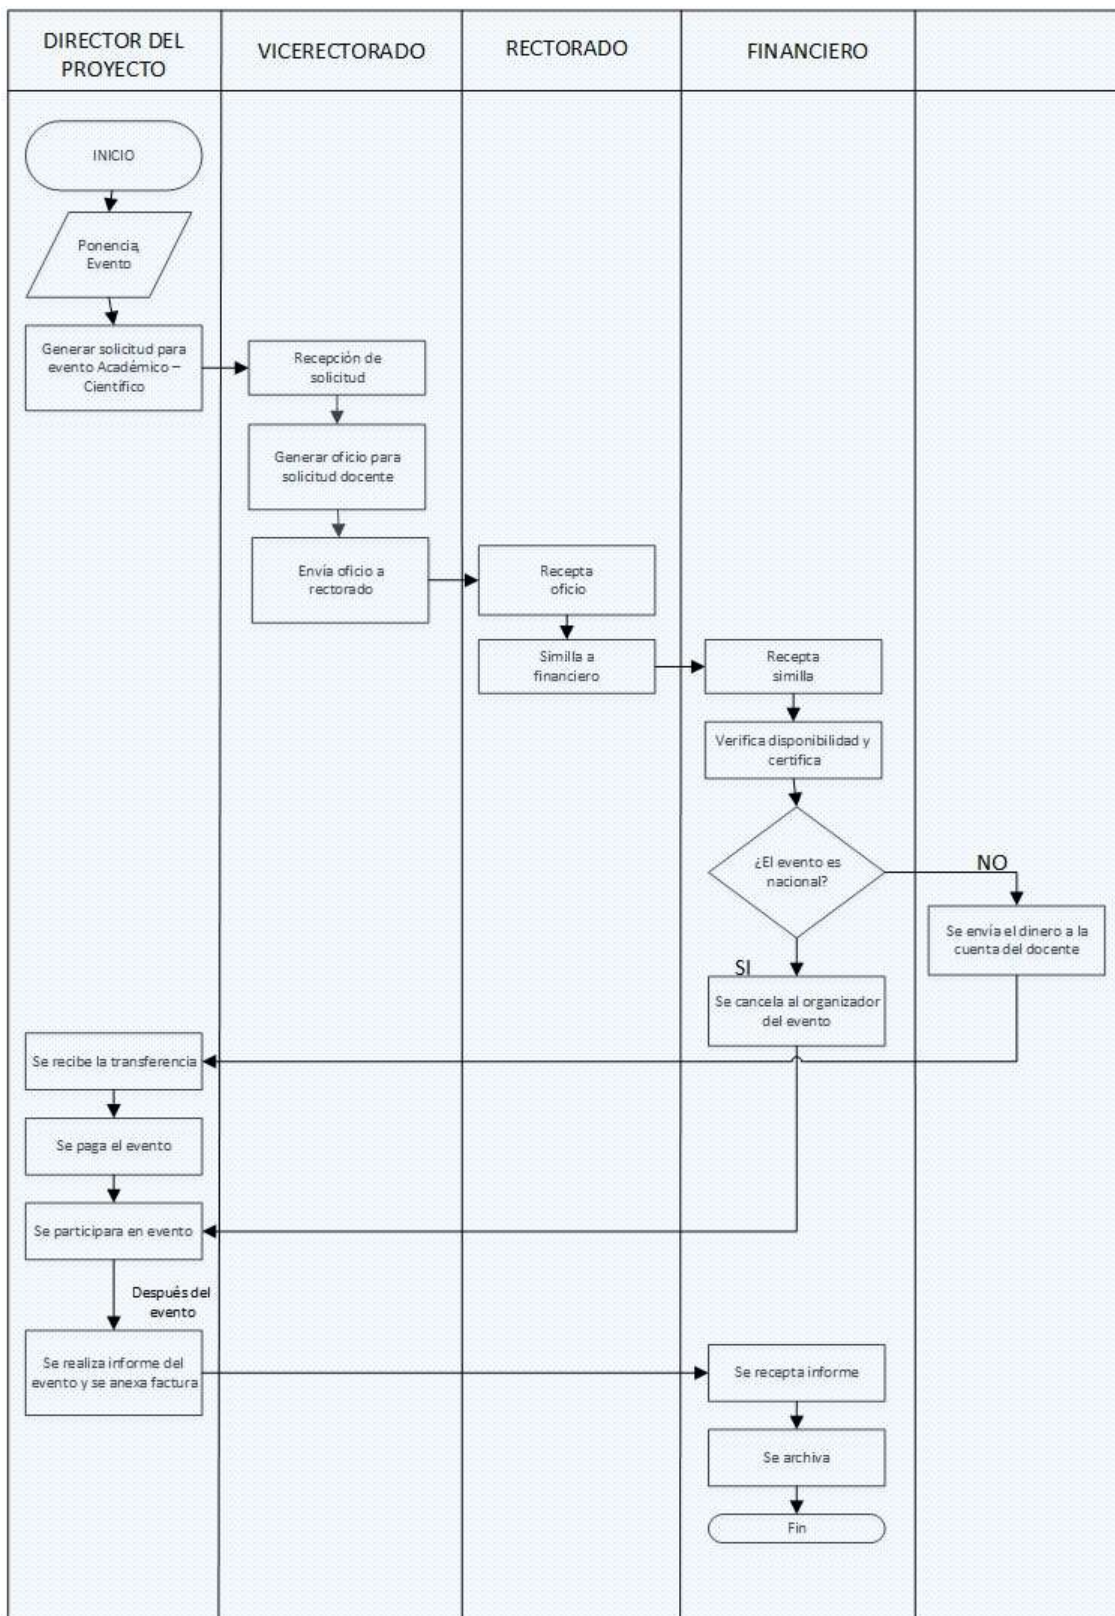 DIRECTOR DEL
PROYECTO
VICERECTORADO
RECTORADO
FINANCIERO
INICIO
Ponencia,
Evento
Generar solicitud para
evento Académico –
Científico
Recepción de
solicitud
Generar oficio para
solicitud docente
Envía oficio a
rectorado
Recepta
oficio
Similla a
financiero
Recepta
similla
Verifica disponibilidad y
certifica
¿El evento es
nacional?
NO
Se envía el dinero a la
cuenta del docente
SI
Se cancela al organizador
del evento
Se recibe la transferencia
Se paga el evento
Se participara en evento
Después del
evento
Se realiza informe del
evento y se anexa factura
Se recepta informe
Se archiva
Fin